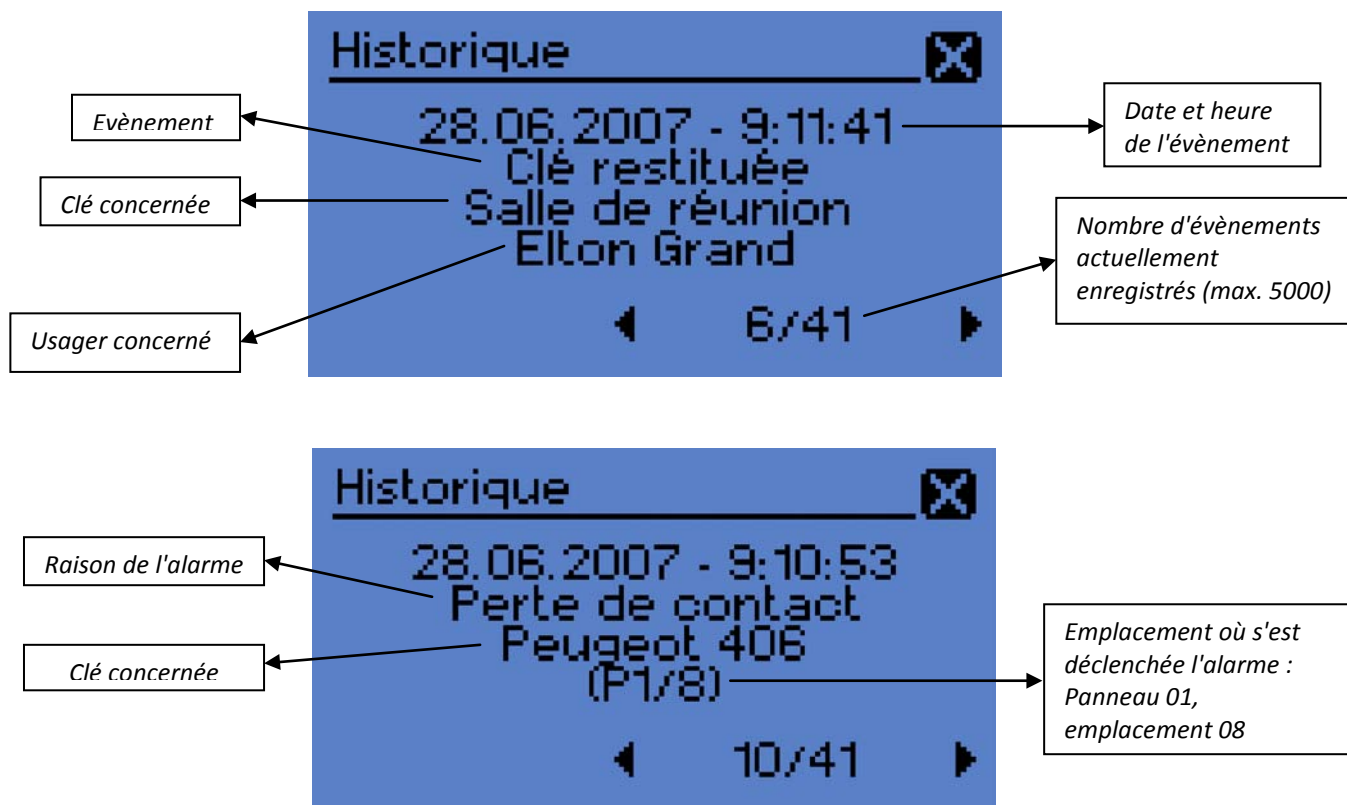 Historique
28.06.2007 - 9:11:41
Clé restituée
Salle de réunion
Elton Grand
6/41
Evènement
Clé concernée
Usager concerné
Date et heure
de l'évènement
Nombre d'évènements
actuellement
enregistrés (max. 5000)
Historique
28.06.2007 - 9:10:53
Perte de contact
Peugeot 406
(P1/8)
10/41
Raison de l'alarme
Clé concernée
Emplacement où s'est
déclenchée l'alarme :
Panneau 01,
emplacement 08